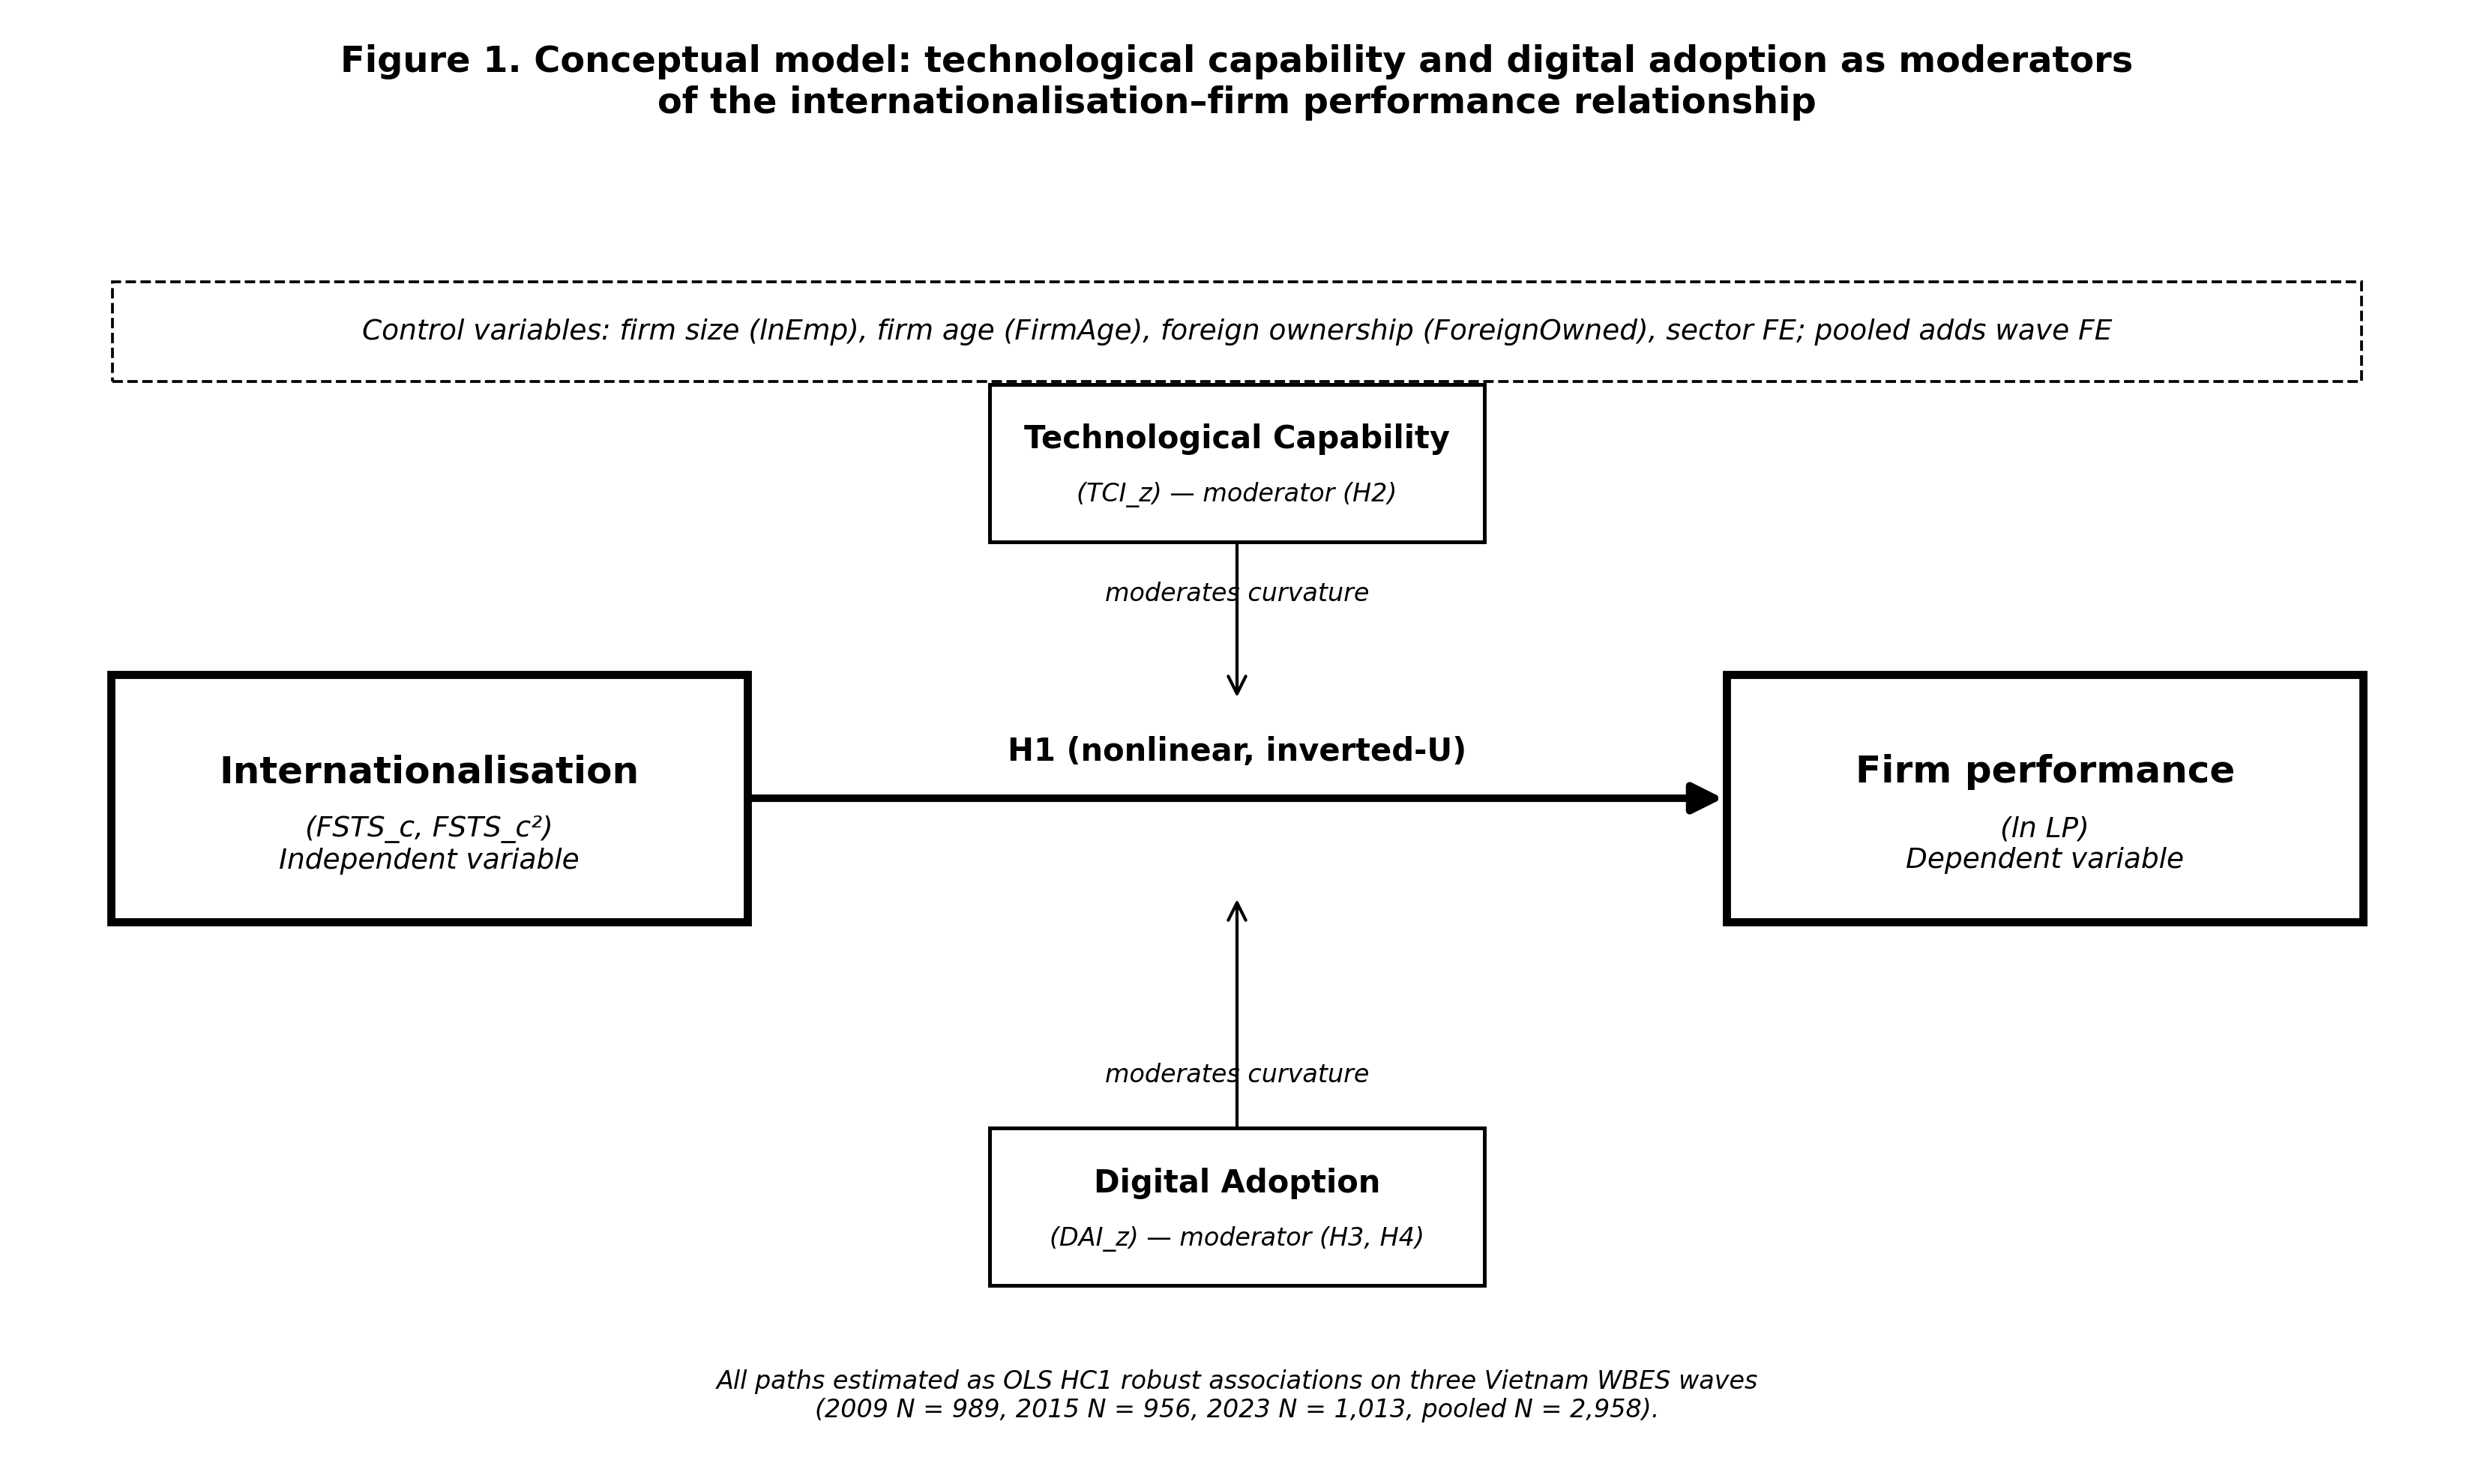 Figure 1. Conceptual model: technological capability and digital adoption as moderators
of the internationalisation–firm performance relationship
Control variables: firm size (lnEmp), firm age (FirmAge), foreign ownership (ForeignOwned), sector FE; pooled adds wave FE
Technological Capability
(TCI_z) — moderator (H2)
moderates curvature
H1 (nonlinear, inverted-U)
Internationalisation
(FSTS_c, FSTS_c²)
Independent variable
Firm performance
(ln LP)
Dependent variable
moderates curvature
Digital Adoption
(DAI_z) — moderator (H3, H4)
All paths estimated as OLS HC1 robust associations on three Vietnam WBES waves
(2009 N = 989, 2015 N = 956, 2023 N = 1,013, pooled N = 2,958).